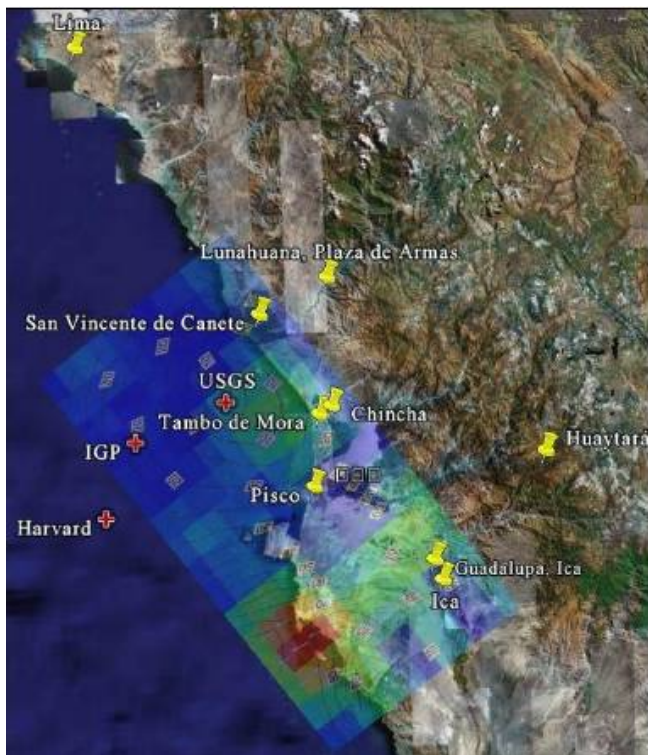 Lima
Lunahuana, Plaza de Armas
San Vincente de Canete
USGS
Tambo de Mora
Chincha
IGP
Huaytará
Pisco
Harvard
Guadalupa, Ica
Ica